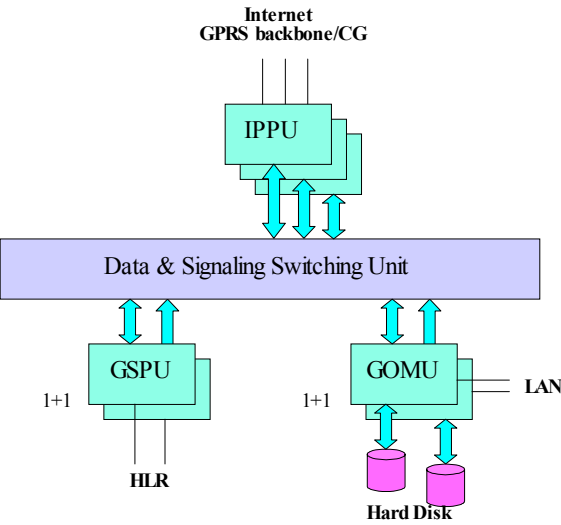 Internet
GPRS backbone/CG
IPPU
Data & Signaling Switching Unit
GSPU
GOMU
1+1
1+1
LAN
HLR
Hard Disk